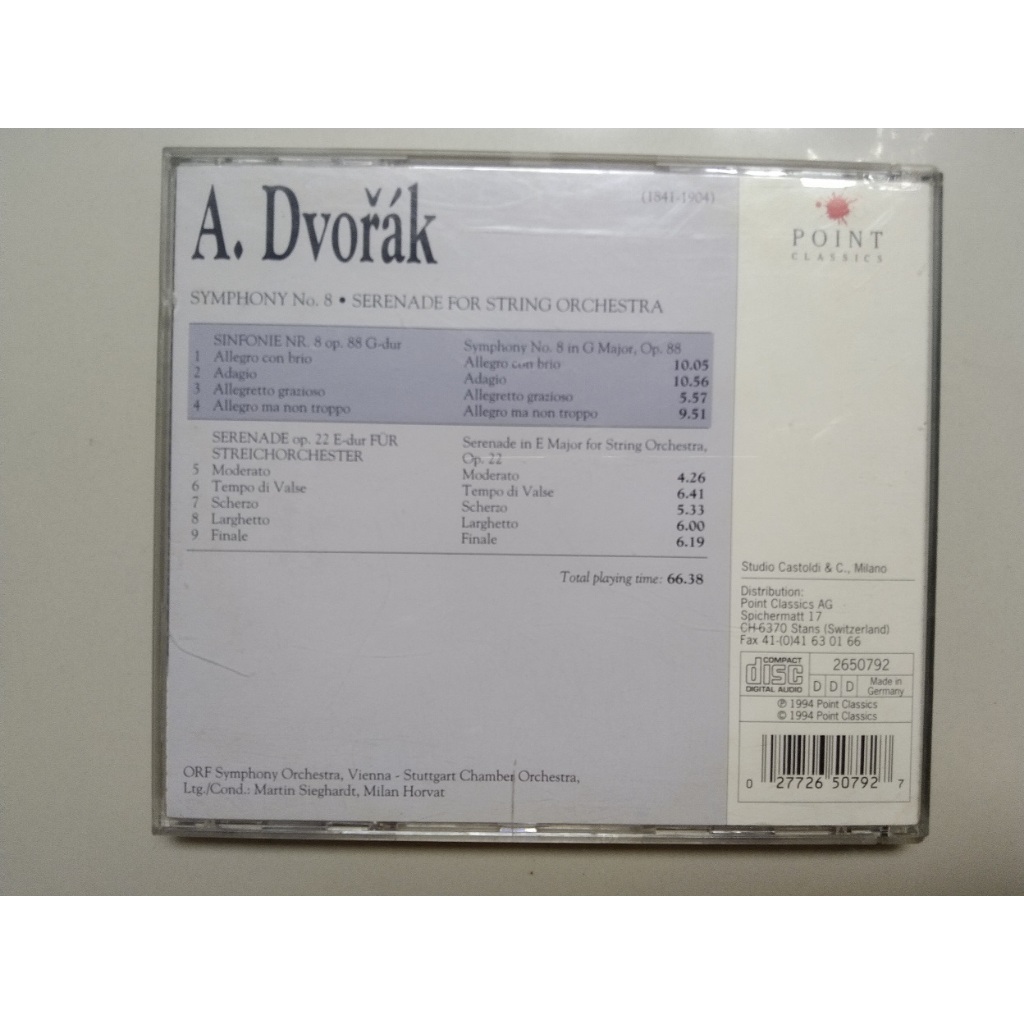 A. Dvořák
(1841-1904)
SYMPHONY No. 8 • SERENADE FOR STRING ORCHESTRA
SINFONIE NR. 8 op. 88 G-dur
1 Allegro con brio
2 Adagio
3 Allegretto grazioso
4 Allegro ma non troppo
Symphony No. 8 in G Major, Op. 88
Allegro con brio 10.05
Adagio 10.56
Allegretto grazioso 5.57
Allegro ma non troppo 9.51
SERENADE op. 22 E-dur FÜR
STREICHORCHESTER
5 Moderato
6 Tempo di Valse
7 Scherzo
8 Larghetto
9 Finale
Serenade in E Major for String Orchestra,
Op. 22
Moderato 4.26
Tempo di Valse 6.41
Scherzo 5.33
Larghetto 6.00
Finale 6.19
Total playing time: 66.38
ORF Symphony Orchestra, Vienna - Stuttgart Chamber Orchestra,
Ltg./Cond.: Martin Sieghardt, Milan Horvat
POINT
CLASSICS
Studio Castoldi & C., Milano
Distribution:
Point Classics AG
Spichermatt 17
CH-6370 Stans (Switzerland)
Fax 41-(0)41 63 01 66
COMPACT
disc
DIGITAL AUDIO
2650792
D D D
Made in
Germany
℗ 1994 Point Classics
© 1994 Point Classics
0 27726 50792 7